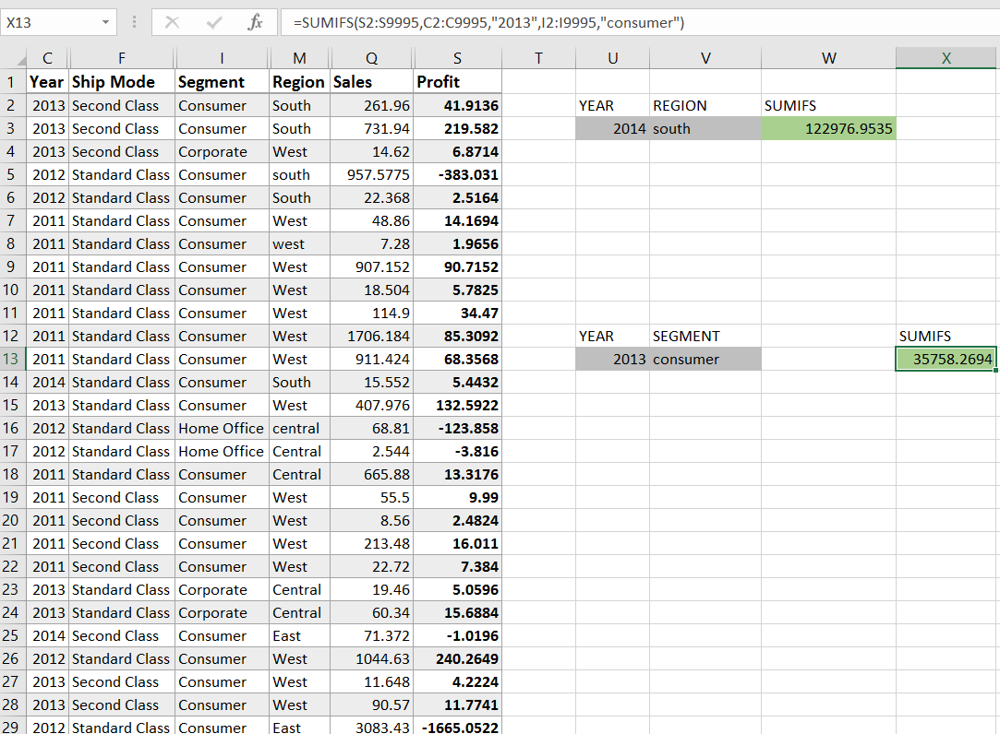 X13 fx =SUMIFS(S2:S9995,C2:C9995,"2013",I2:I9995,"consumer")
C F I M Q S T U V W X
1 Year Ship Mode Segment Region Sales Profit
2 2013 Second Class Consumer South 261.96 41.9136 YEAR REGION SUMIFS
3 2013 Second Class Consumer South 731.94 219.582 2014 south 122976.9535
4 2013 Second Class Corporate West 14.62 6.8714
5 2012 Standard Class Consumer south 957.5775 -383.031
6 2012 Standard Class Consumer South 22.368 2.5164
7 2011 Standard Class Consumer West 48.86 14.1694
8 2011 Standard Class Consumer west 7.28 1.9656
9 2011 Standard Class Consumer West 907.152 90.7152
10 2011 Standard Class Consumer West 18.504 5.7825
11 2011 Standard Class Consumer West 114.9 34.47
12 2011 Standard Class Consumer West 1706.184 85.3092 YEAR SEGMENT SUMIFS
13 2011 Standard Class Consumer West 911.424 68.3568 2013 consumer 35758.2694
14 2014 Standard Class Consumer South 15.552 5.4432
15 2013 Standard Class Consumer West 407.976 132.5922
16 2012 Standard Class Home Office central 68.81 -123.858
17 2012 Standard Class Home Office Central 2.544 -3.816
18 2011 Standard Class Consumer Central 665.88 13.3176
19 2011 Second Class Consumer West 55.5 9.99
20 2011 Second Class Consumer West 8.56 2.4824
21 2011 Second Class Consumer West 213.48 16.011
22 2011 Second Class Consumer West 22.72 7.384
23 2013 Standard Class Corporate Central 19.46 5.0596
24 2013 Standard Class Corporate Central 60.34 15.6884
25 2014 Second Class Consumer East 71.372 -1.0196
26 2012 Standard Class Consumer West 1044.63 240.2649
27 2013 Second Class Consumer West 11.648 4.2224
28 2013 Second Class Consumer West 90.57 11.7741
29 2012 Standard Class Consumer East 3083.43 -1665.0522